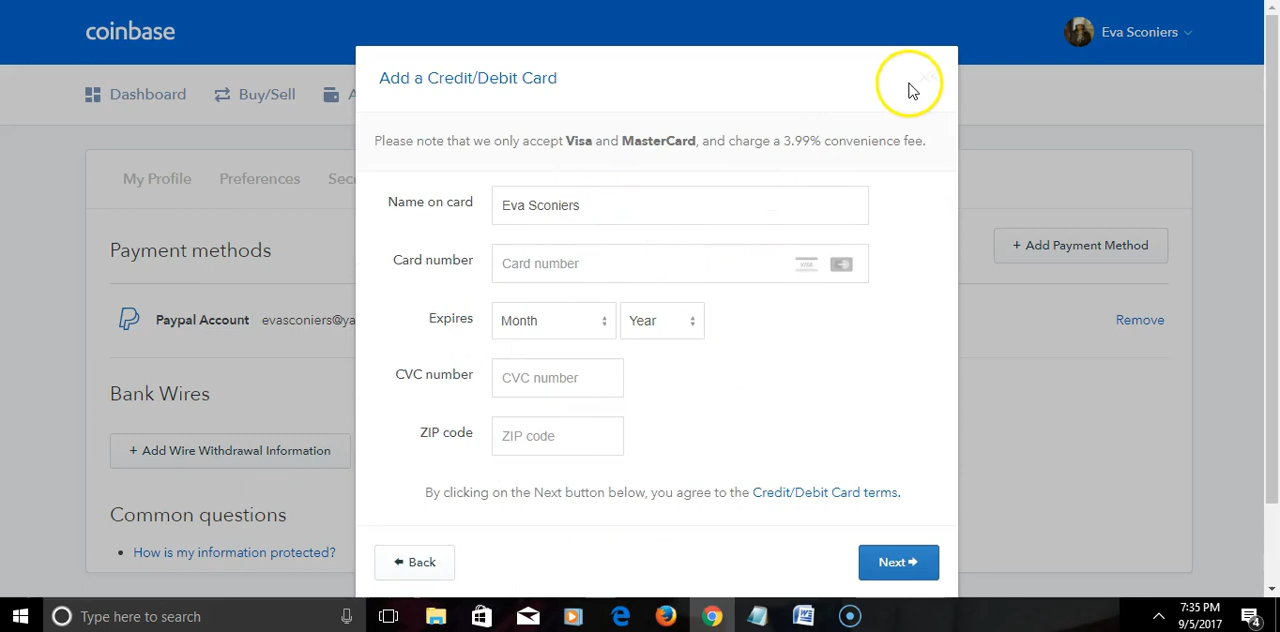 coinbase
Eva Sconiers
Dashboard
Buy/Sell
A
Add a Credit/Debit Card
Please note that we only accept Visa and MasterCard, and charge a 3.99% convenience fee.
My Profile
Preferences
Sec
Name on card
Eva Sconiers
Payment methods
+ Add Payment Method
Card number
Card number
VISA
Paypal Account
evasconiers@ya
Remove
Expires
Month
Year
CVC number
CVC number
Bank Wires
ZIP code
ZIP code
+ Add Wire Withdrawal Information
By clicking on the Next button below, you agree to the Credit/Debit Card terms.
Common questions
How is my information protected?
Back
Next
Type here to search
7:35 PM
9/5/2017
4